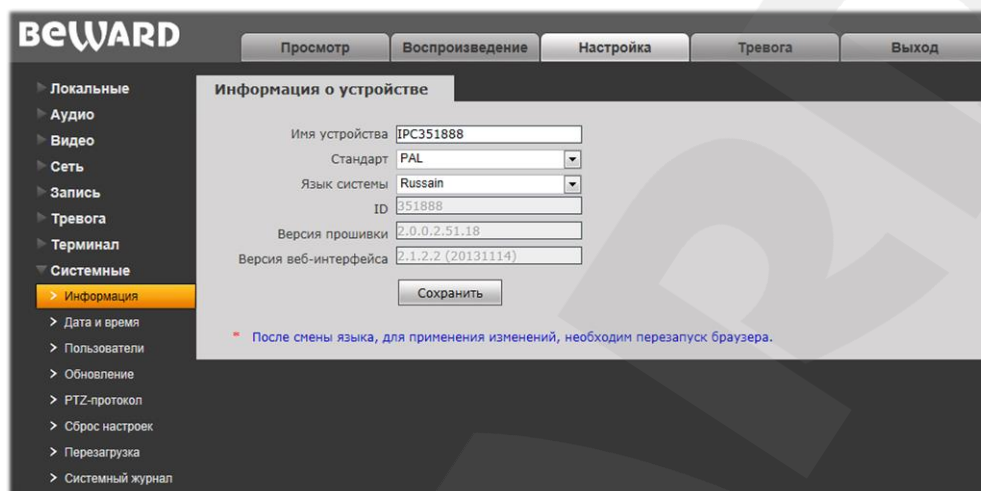 BEWARD
Просмотр Воспроизведение Настройка Тревога Выход
Локальные
Аудио
Видео
Сеть
Запись
Тревога
Терминал
Системные
Информация
Дата и время
Пользователи
Обновление
PTZ-протокол
Сброс настроек
Перезагрузка
Системный журнал
Информация о устройстве
Имя устройства IPC351888
Стандарт PAL
Язык системы Russain
ID 351888
Версия прошивки 2.0.0.2.51.18
Версия веб-интерфейса 2.1.2.2 (20131114)
Сохранить
* После смены языка, для применения изменений, необходим перезапуск браузера.